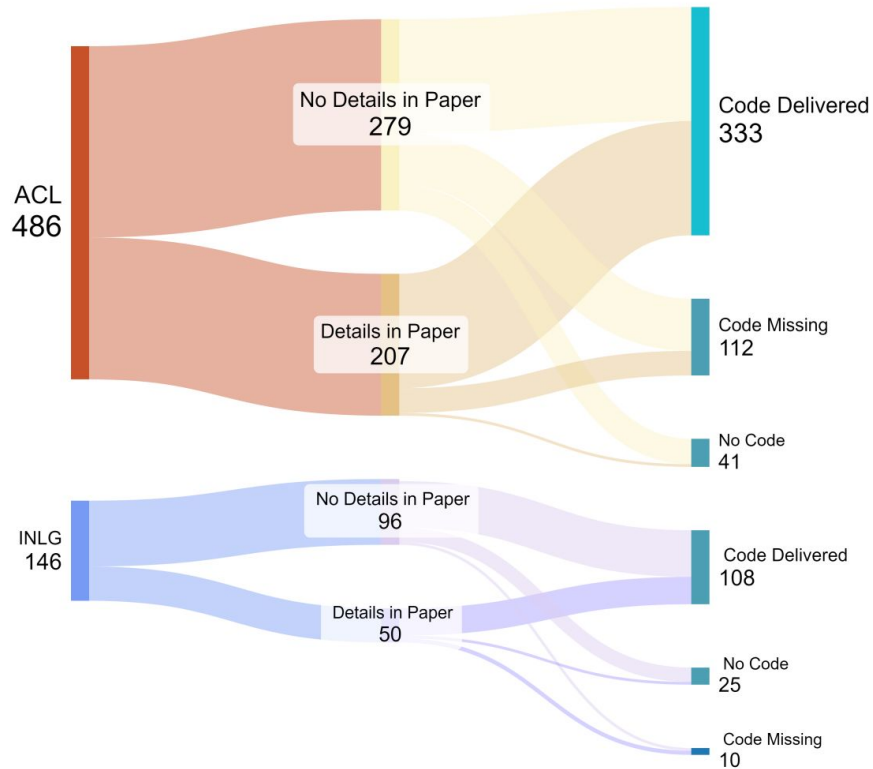 ACL
486
No Details in Paper
279
Details in Paper
207
Code Delivered
333
Code Missing
112
No Code
41
INLG
146
No Details in Paper
96
Details in Paper
50
Code Delivered
108
No Code
25
Code Missing
10